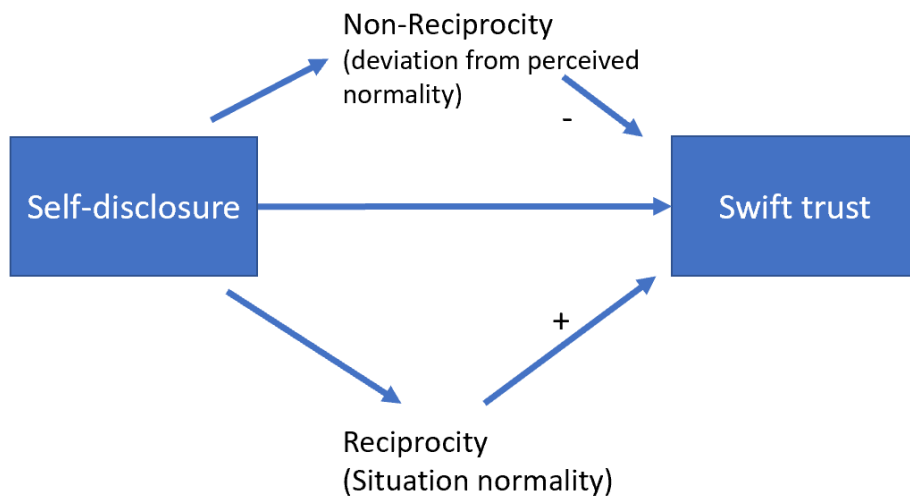 Non-Reciprocity
(deviation from perceived
normality)
-
Self-disclosure
Swift trust
+
Reciprocity
(Situation normality)